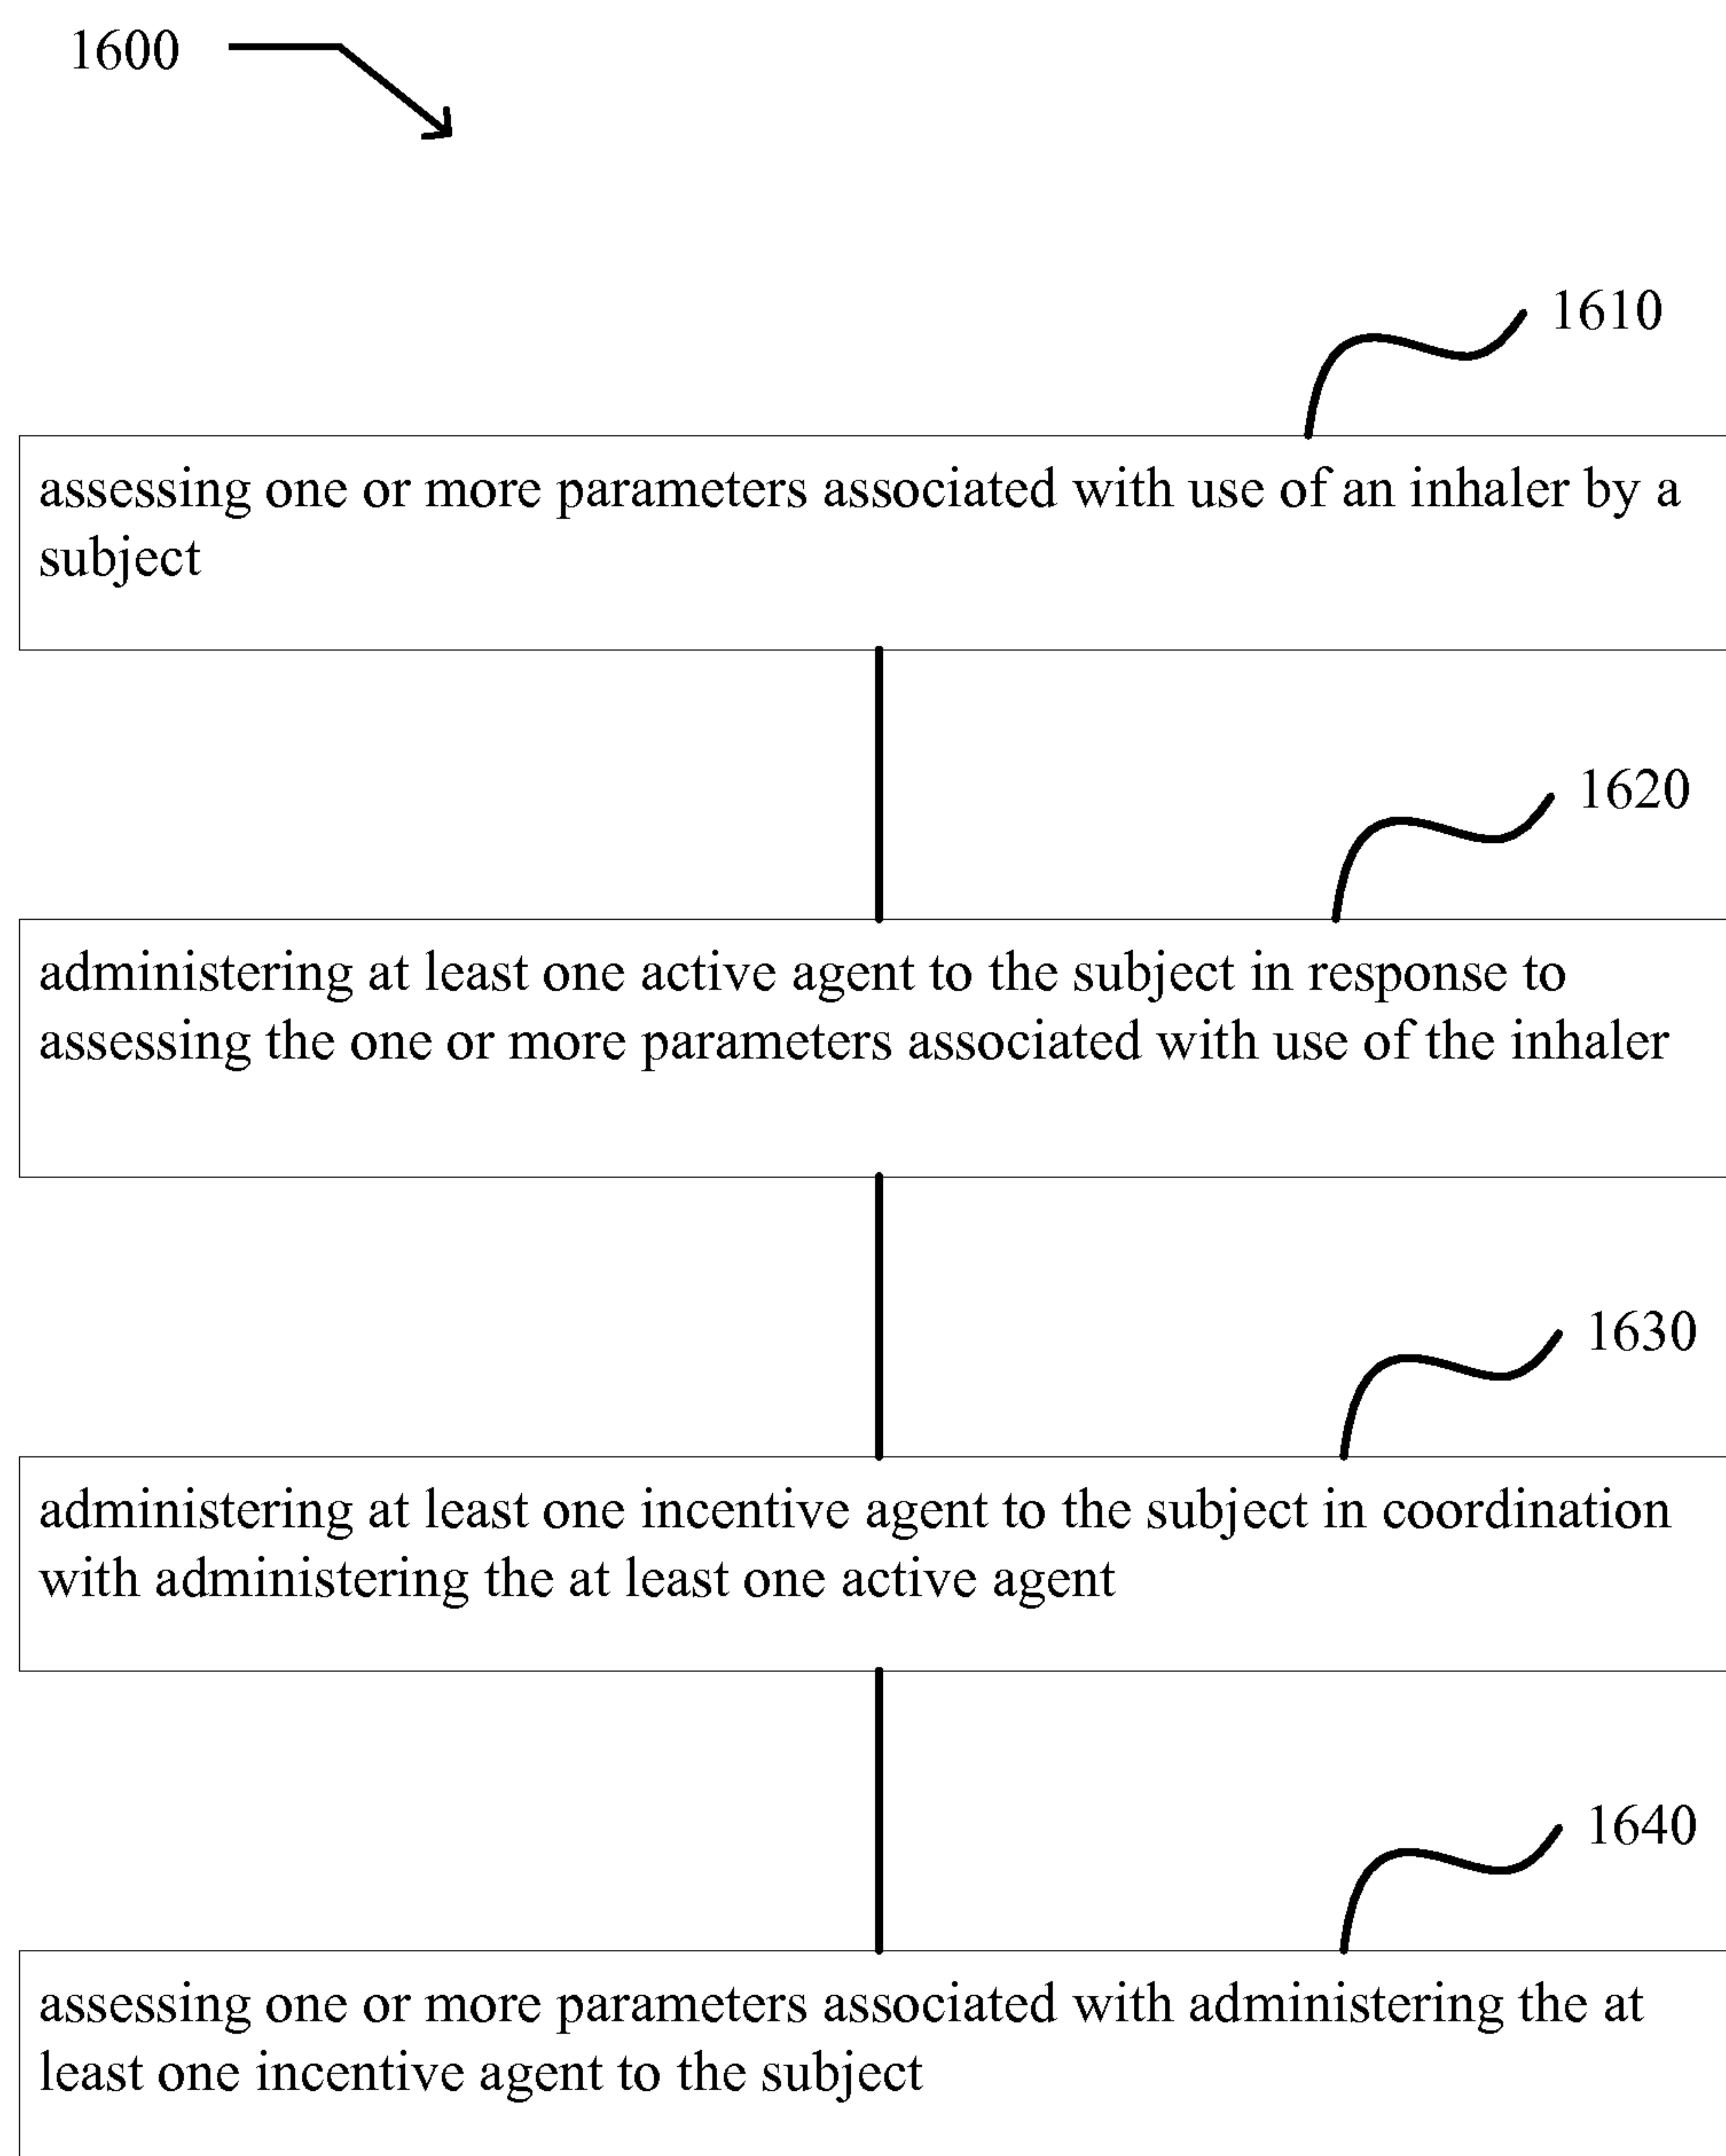 1600
1610
assessing one or more parameters associated with use of an inhaler by a
subject
1620
administering at least one active agent to the subject in response to
assessing the one or more parameters associated with use of the inhaler
1630
administering at least one incentive agent to the subject in coordination
with administering the at least one active agent
1640
assessing one or more parameters associated with administering the at
least one incentive agent to the subject